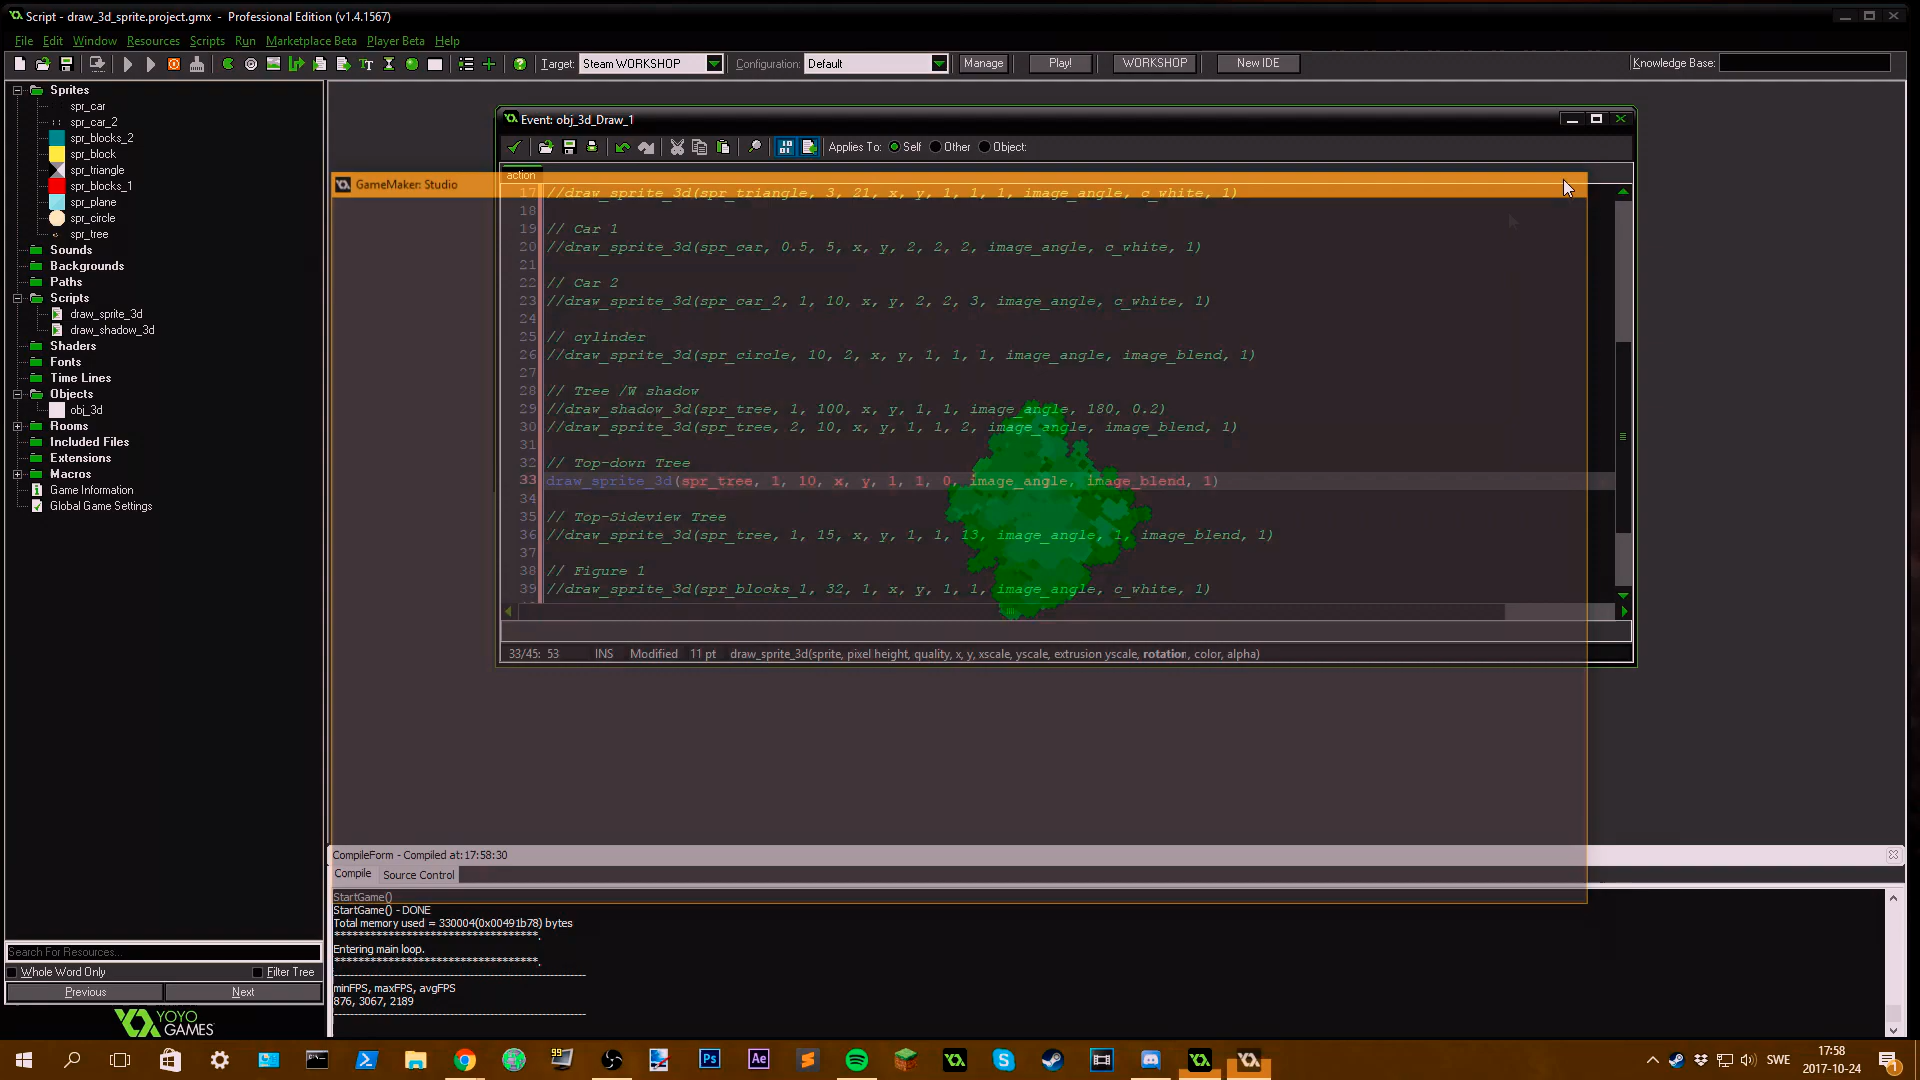 Script - draw_3d_sprite.project.gmx - Professional Edition (v1.4.1567)
File Edit Window Resources Scripts Run Marketplace Beta Player Beta Help
Target: Steam WORKSHOP Configuration: Default Manage Play! WORKSHOP New IDE Knowledge Base:
Sprites
spr_car
spr_car_2
spr_blocks_2
spr_block
spr_triangle
spr_blocks_1
spr_plane
spr_circle
spr_tree
Sounds
Backgrounds
Paths
Scripts
draw_sprite_3d
draw_shadow_3d
Shaders
Fonts
Time Lines
Objects
obj_3d
Rooms
Included Files
Extensions
Macros
Game Information
Global Game Settings
Search For Resources...
Whole Word Only Filter Tree
Previous Next
YOYO
GAMES
Event: obj_3d_Draw_1
Applies To: Self Other Object:
action
GameMaker: Studio
17 //draw_sprite_3d(spr_triangle, 3, 21, x, y, 1, 1, 1, image_angle, c_white, 1)
18
19 // Car 1
20 //draw_sprite_3d(spr_car, 0.5, 5, x, y, 2, 2, 2, image_angle, c_white, 1)
21
22 // Car 2
23 //draw_sprite_3d(spr_car_2, 1, 10, x, y, 2, 2, 3, image_angle, c_white, 1)
24
25 // cylinder
26 //draw_sprite_3d(spr_circle, 10, 2, x, y, 1, 1, 1, image_angle, image_blend, 1)
27
28 // Tree /W shadow
29 //draw_shadow_3d(spr_tree, 1, 100, x, y, 1, 1, image_angle, 180, 0.2)
30 //draw_sprite_3d(spr_tree, 2, 10, x, y, 1, 1, 2, image_angle, image_blend, 1)
31
32 // Top-down Tree
33 draw_sprite_3d(spr_tree, 1, 10, x, y, 1, 1, 0, image_angle, image_blend, 1)
34
35 // Top-Sideview Tree
36 //draw_sprite_3d(spr_tree, 1, 15, x, y, 1, 1, 13, image_angle, 1, image_blend, 1)
37
38 // Figure 1
39 //draw_sprite_3d(spr_blocks_1, 32, 1, x, y, 1, 1, 1, image_angle, c_white, 1)
33/45: 53 INS Modified 11 pt draw_sprite_3d(sprite, pixel height, quality, x, y, xscale, yscale, extrusion yscale, rotation, color, alpha)
CompileForm - Compiled at:17:58:30
Compile Source Control
StartGame()
StartGame() - DONE
Total memory used = 330004(0x00491b78) bytes
**********************************.
Entering main loop.
**********************************.
minFPS, maxFPS, avgFPS
876, 3067, 2189
99
Ps
Ae
SWE
17:58
2017-10-24
1